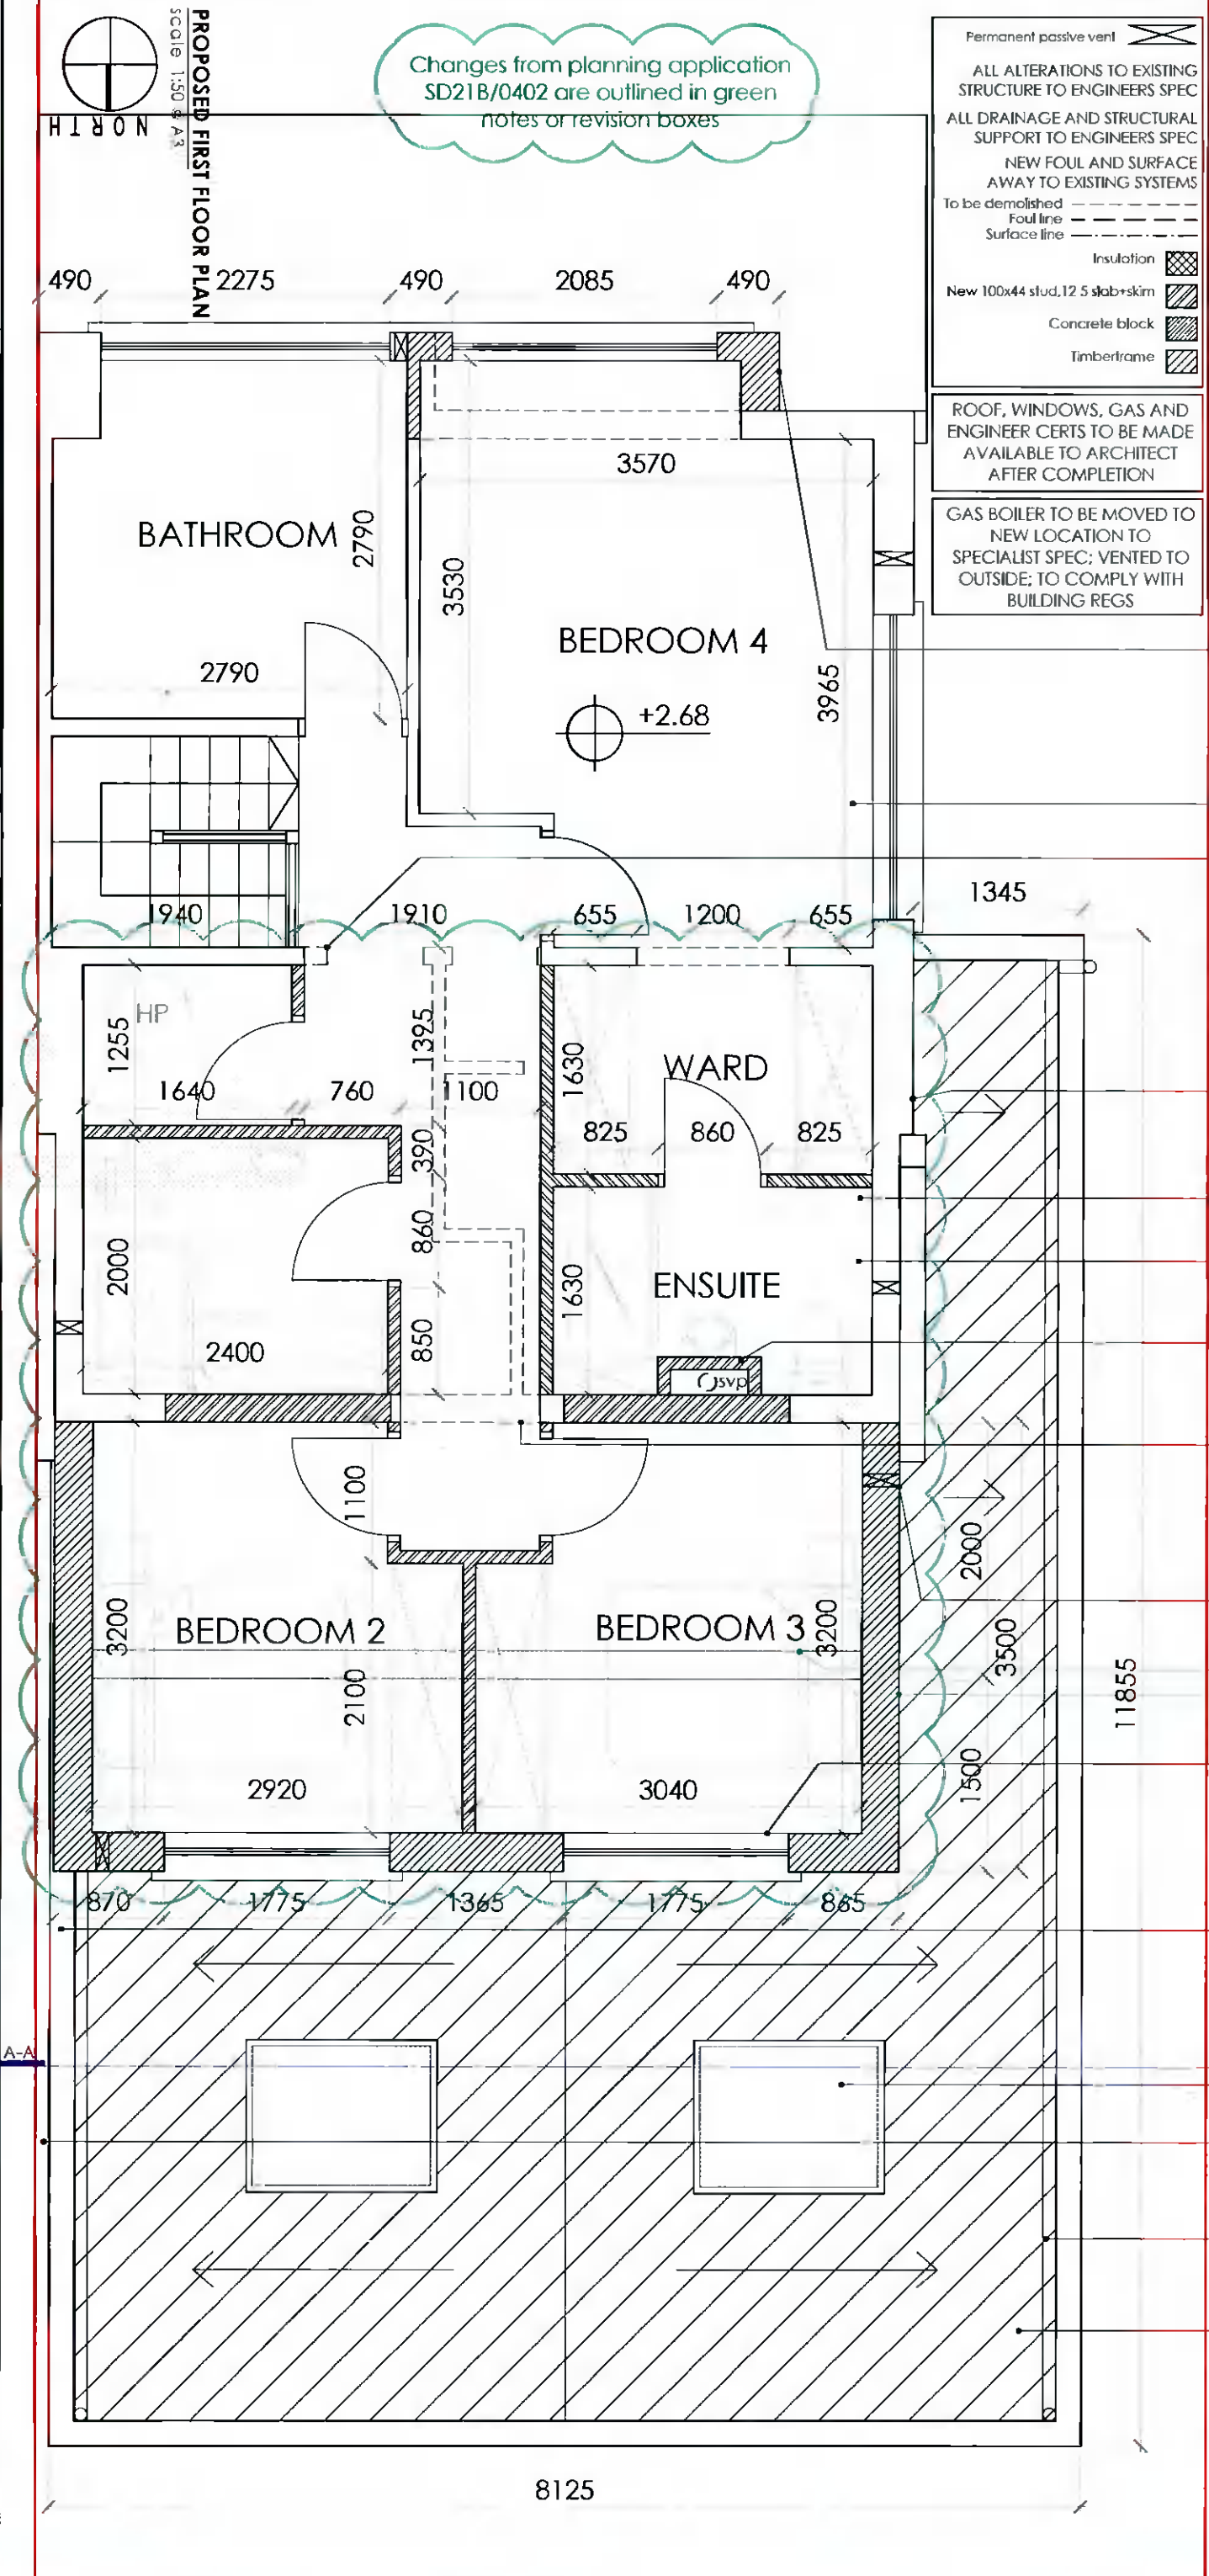 NORTH
PROPOSED FIRST FLOOR PLAN
scale 1:50 @ A3
Changes from planning application
SD21B/0402 are outlined in green
notes or revision boxes
Permanent passive vent
ALL ALTERATIONS TO EXISTING
STRUCTURE TO ENGINEERS SPEC
ALL DRAINAGE AND STRUCTURAL
SUPPORT TO ENGINEERS SPEC
NEW FOUL AND SURFACE
AWAY TO EXISTING SYSTEMS
To be demolished
Foul line
Surface line
Insulation
New 100x44 stud,12 5 slab+skim
Concrete block
Timberframe
ROOF, WINDOWS, GAS AND
ENGINEER CERTS TO BE MADE
AVAILABLE TO ARCHITECT
AFTER COMPLETION
GAS BOILER TO BE MOVED TO
NEW LOCATION TO
SPECIALIST SPEC; VENTED TO
OUTSIDE; TO COMPLY WITH
BUILDING REGS
490 2275 490 2085 490
3570
BATHROOM
2790
3530
BEDROOM 4
2790
3965
+2.68
1345
1940 1910 655 1200 655
HP
1255
1395
1630
WARD
1640 760 1100
825 860 825
390
2000
860
1630
ENSUITE
2400
850
svp
1100
2000
3200
BEDROOM 2
BEDROOM 3
3200
3500
11855
2100
1500
2920
3040
870 1775 1365 1775 865
A-A
8125